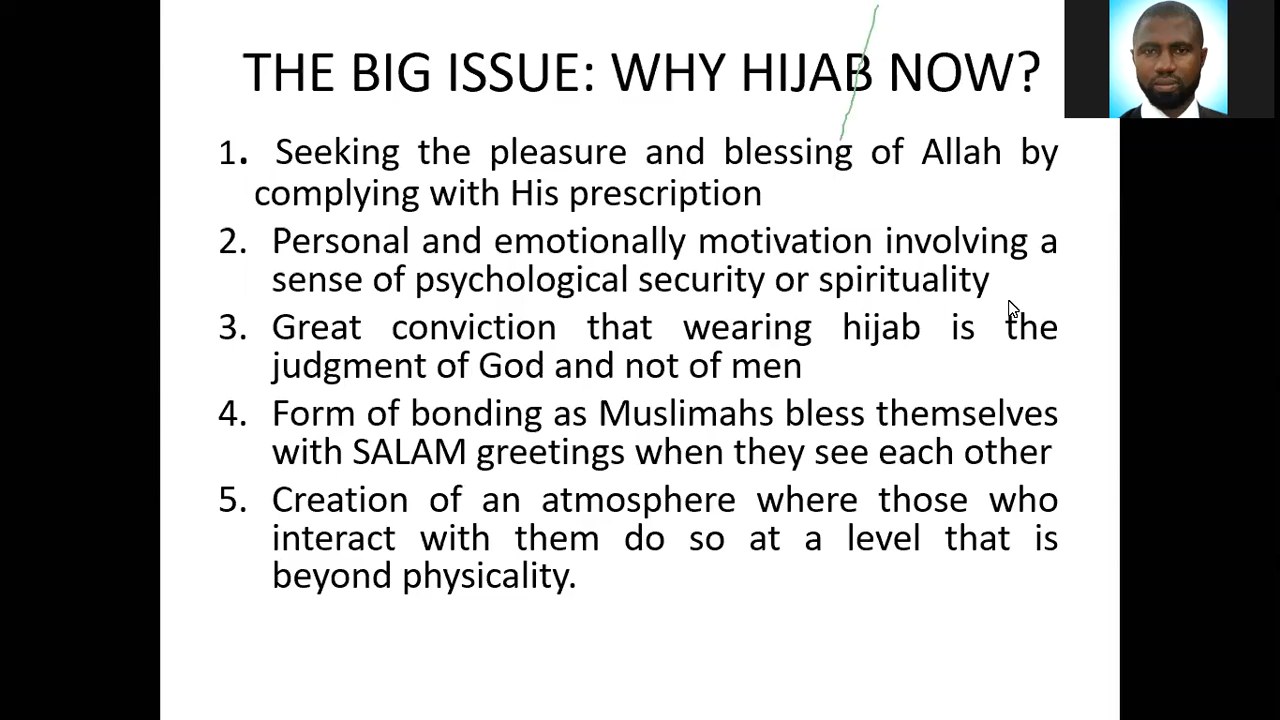 THE BIG ISSUE: WHY HIJAB NOW?
1. Seeking the pleasure and blessing of Allah by
complying with His prescription
2. Personal and emotionally motivation involving a
sense of psychological security or spirituality
3. Great conviction that wearing hijab is the
judgment of God and not of men
4. Form of bonding as Muslimahs bless themselves
with SALAM greetings when they see each other
5. Creation of an atmosphere where those who
interact with them do so at a level that is
beyond physicality.